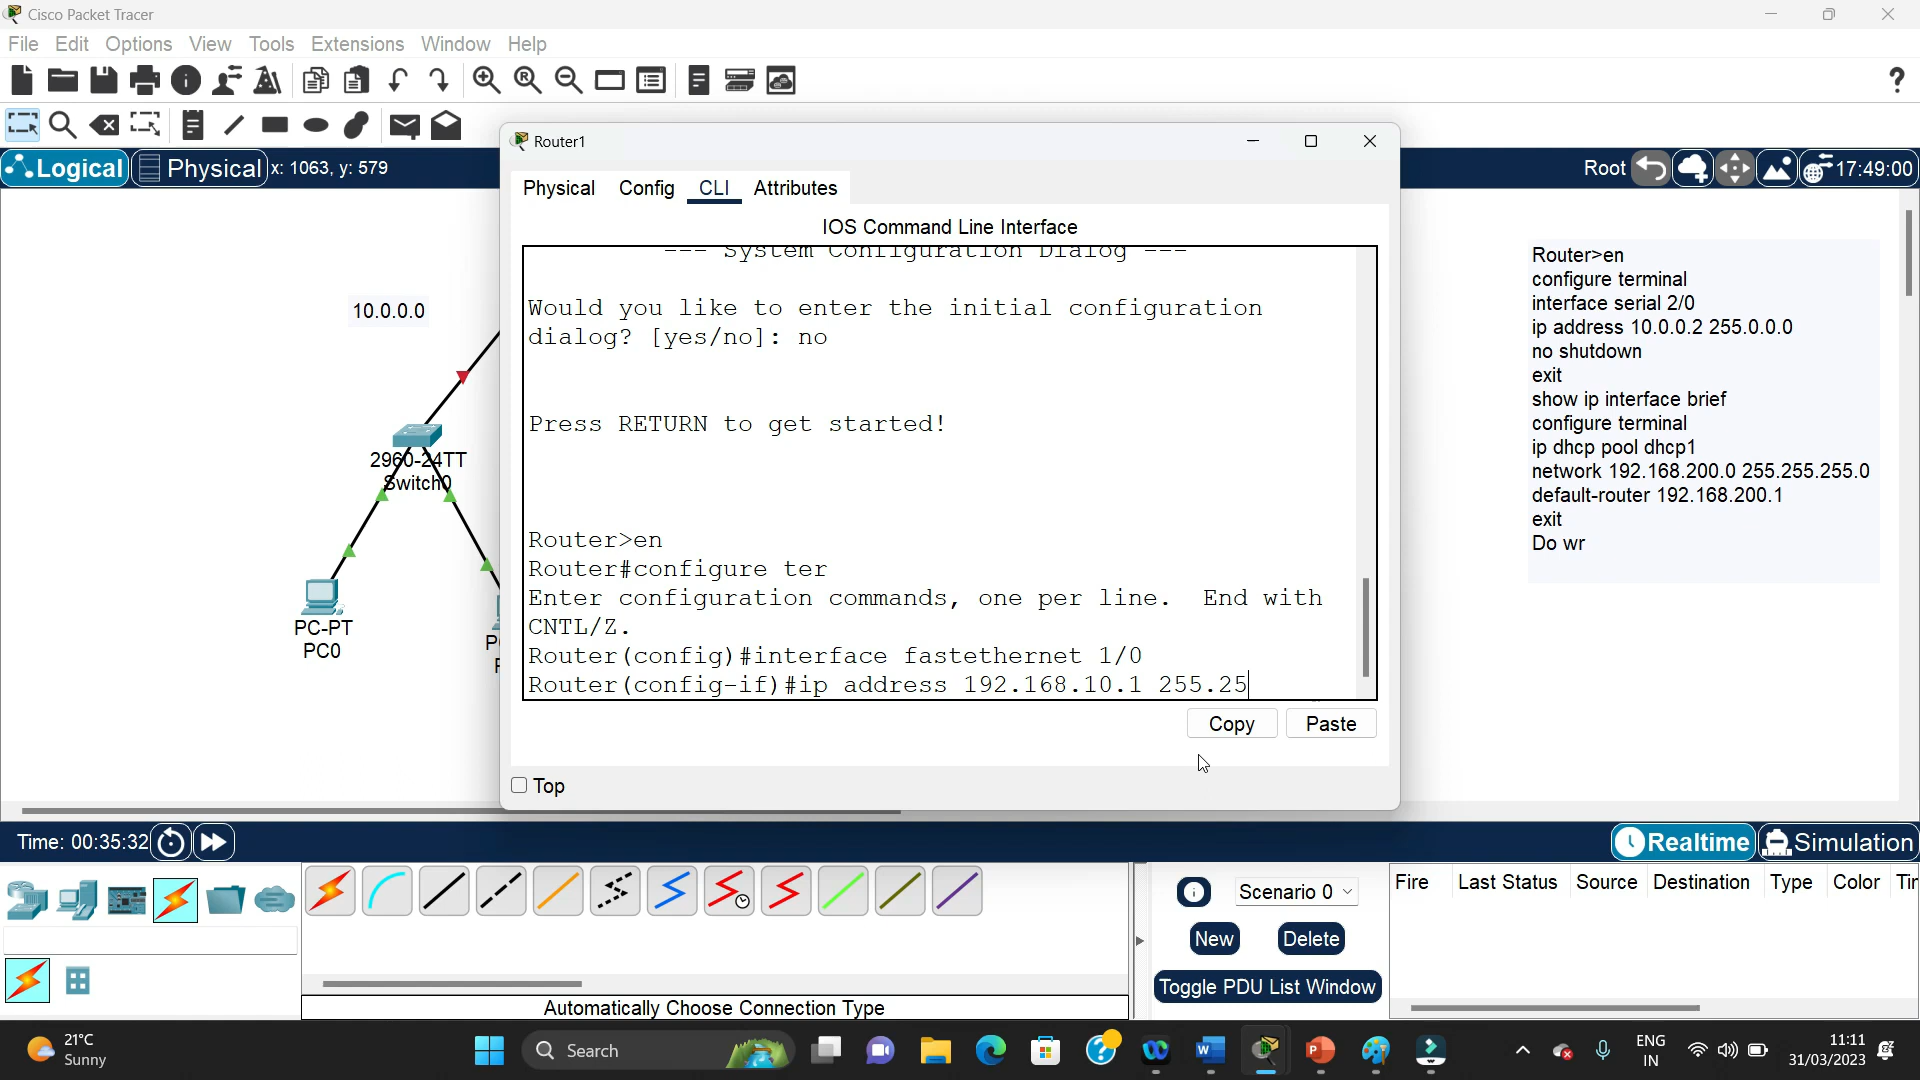 Cisco Packet Tracer
File Edit Options View Tools Extensions Window Help
Logical Physical x: 1063, y: 579
Root 17:49:00
10.0.0.0
2960-24TT
Switch0
PC-PT
PC0
Router1
Physical Config CLI Attributes
IOS Command Line Interface
--- System Configuration Dialog ---
Would you like to enter the initial configuration
dialog? [yes/no]: no
Press RETURN to get started!
Router>en
Router#configure ter
Enter configuration commands, one per line. End with
CNTL/Z.
Router(config)#interface fastethernet 1/0
Router(config-if)#ip address 192.168.10.1 255.25
Copy Paste
Top
Router>en
configure terminal
interface serial 2/0
ip address 10.0.0.2 255.0.0.0
no shutdown
exit
show ip interface brief
configure terminal
ip dhcp pool dhcp1
network 192.168.200.0 255.255.255.0
default-router 192.168.200.1
exit
Do wr
Time: 00:35:32
Realtime Simulation
Scenario 0
New Delete
Toggle PDU List Window
Fire Last Status Source Destination Type Color
Automatically Choose Connection Type
21°C
Sunny
Search
ENG
IN
11:11
31/03/2023